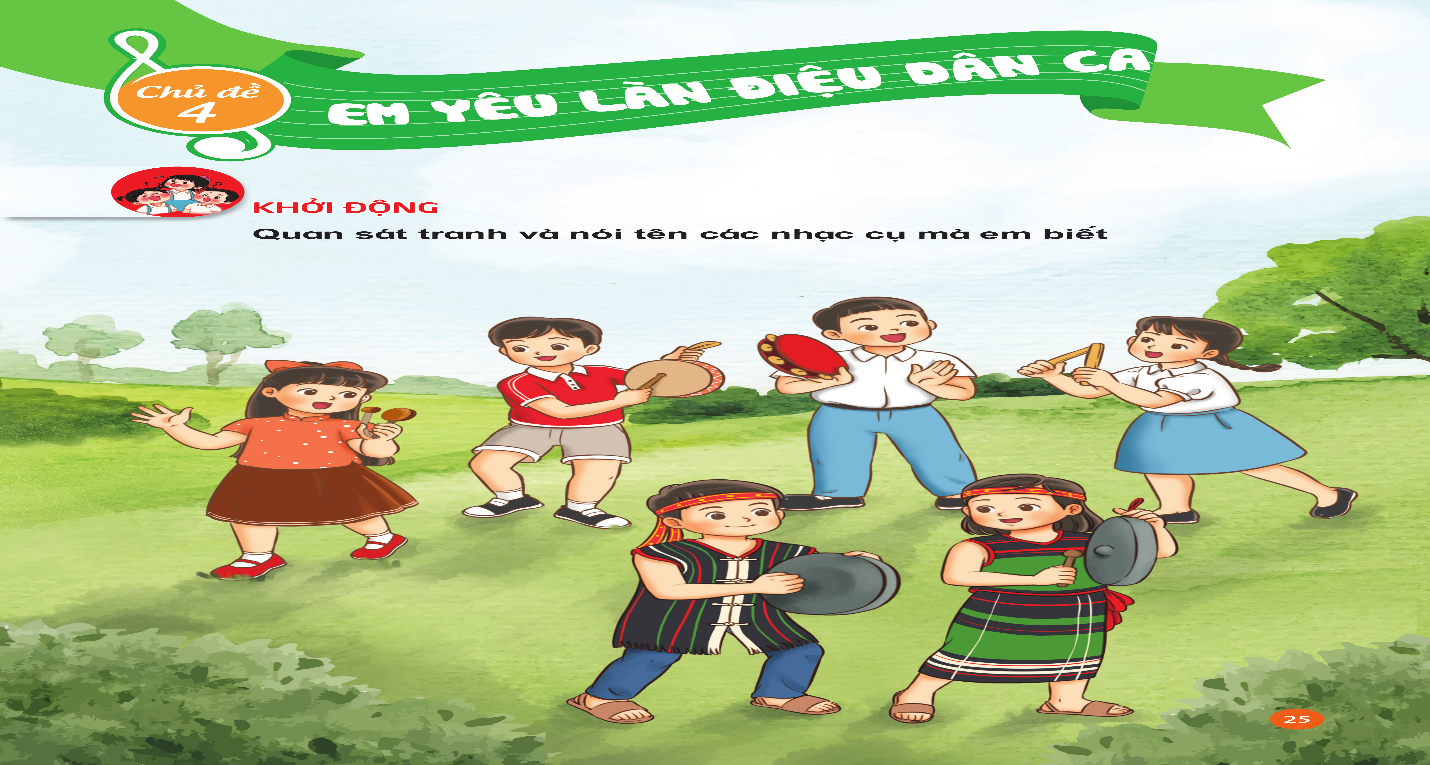 Chủ đề
4
EM YÊU LÀN ĐIỆU DÂN CA
KHỞI ĐỘNG
Quan sát tranh và nói tên các nhạc cụ mà em biết
25